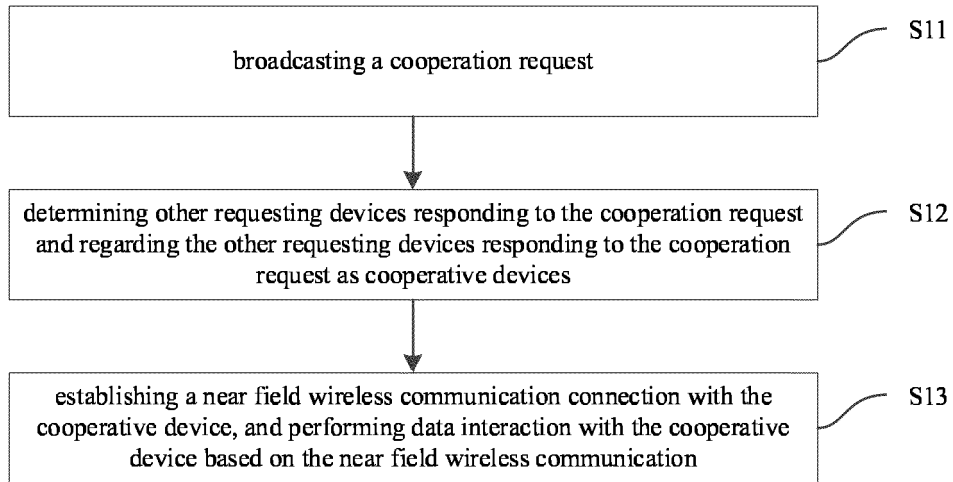 broadcasting a cooperation request
S11
determining other requesting devices responding to the cooperation request
and regarding the other requesting devices responding to the cooperation
request as cooperative devices
S12
establishing a near field wireless communication connection with the
cooperative device, and performing data interaction with the cooperative
device based on the near field wireless communication
S13